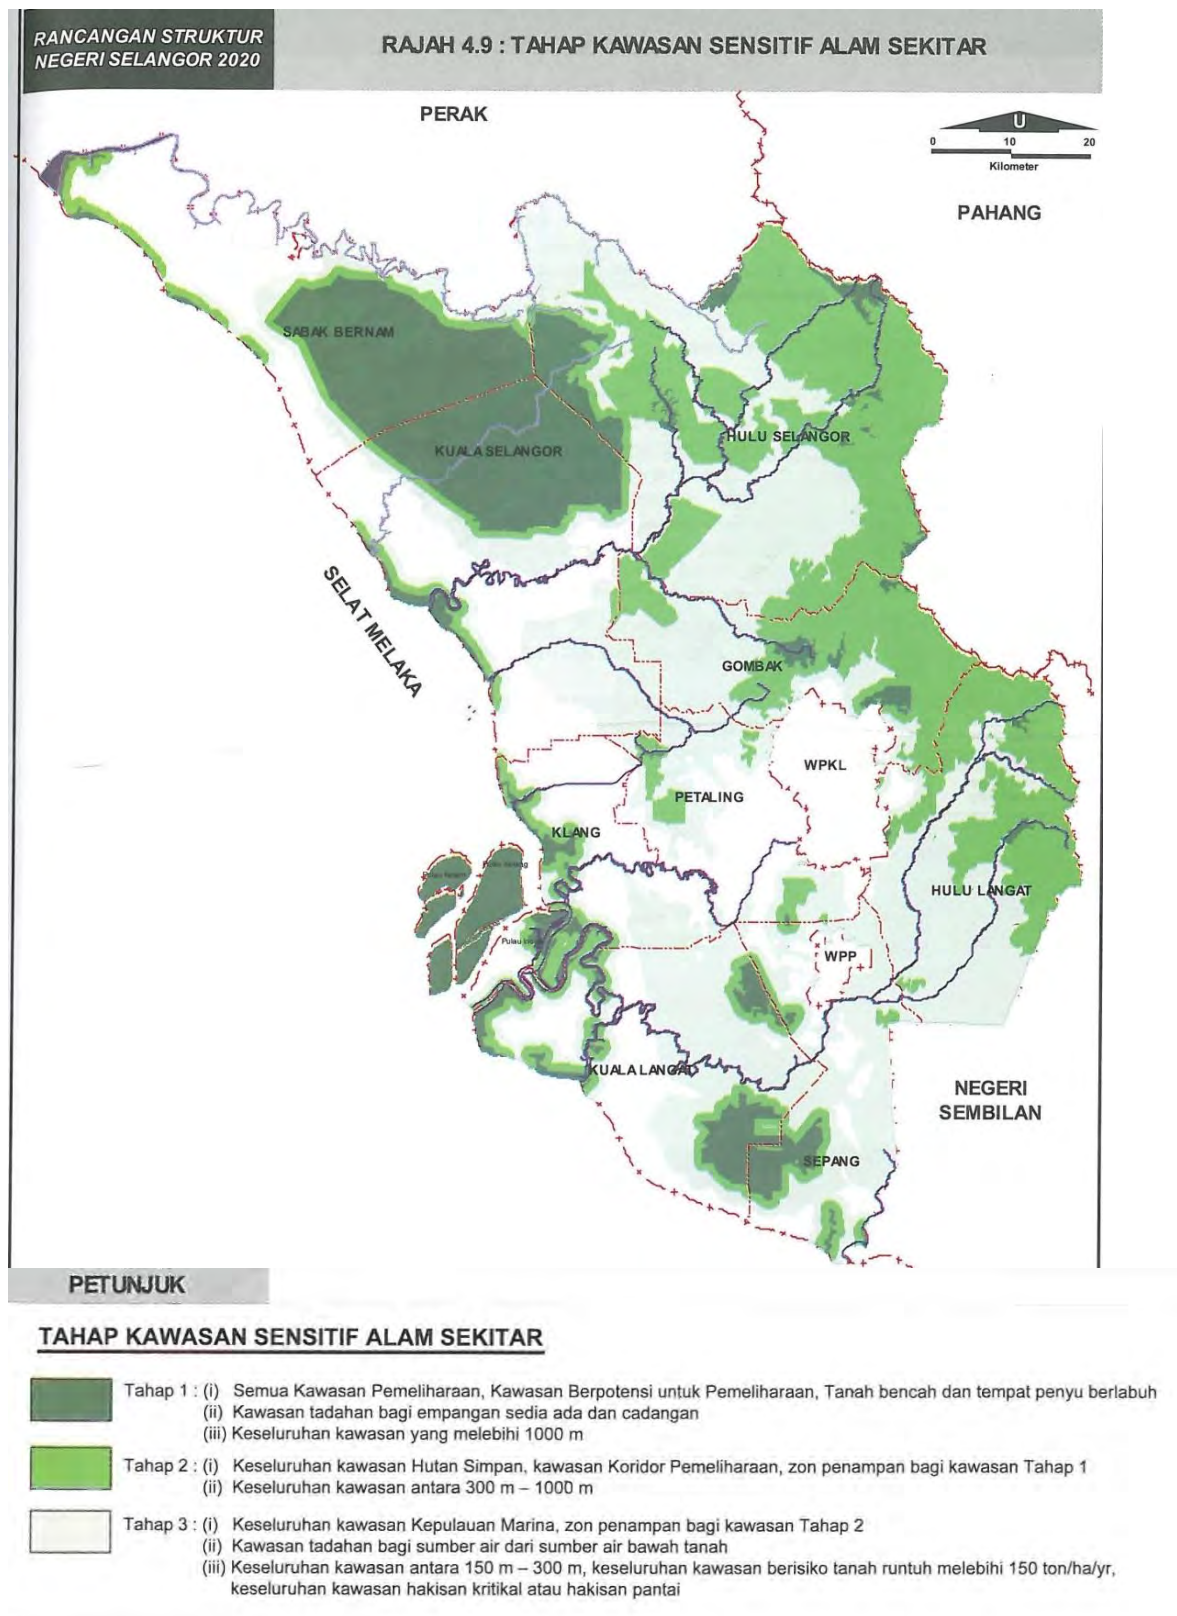 RANCANGAN STRUKTUR
NEGERI SELANGOR 2020
RAJAH 4.9 : TAHAP KAWASAN SENSITIF ALAM SEKITAR
PERAK
U
0 10 20
Kilometer
PAHANG
SABAK BERNAM
KUALA SELANGOR
HULU SELANGOR
SELAT MELAKA
GOMBAK
WPKL
PETALING
KLANG
HULU LANGAT
Pulau
WPP
KUALA LANGAT
NEGERI
SEMBILAN
SEPANG
PETUNJUK
TAHAP KAWASAN SENSITIF ALAM SEKITAR
Tahap 1 : (i) Semua Kawasan Pemeliharaan, Kawasan Berpotensi untuk Pemeliharaan, Tanah bencah dan tempat penyu berlabuh
(ii) Kawasan tadahan bagi empangan sedia ada dan cadangan
(iii) Keseluruhan kawasan yang melebihi 1000 m
Tahap 2 : (i) Keseluruhan kawasan Hutan Simpan, kawasan Koridor Pemeliharaan, zon penampan bagi kawasan Tahap 1
(ii) Keseluruhan kawasan antara 300 m – 1000 m
Tahap 3 : (i) Keseluruhan kawasan Kepulauan Marina, zon penampan bagi kawasan Tahap 2
(ii) Kawasan tadahan bagi sumber air dari sumber air bawah tanah
(iii) Keseluruhan kawasan antara 150 m – 300 m, keseluruhan kawasan berisiko tanah runtuh melebihi 150 ton/ha/yr,
keseluruhan kawasan hakisan kritikal atau hakisan pantai